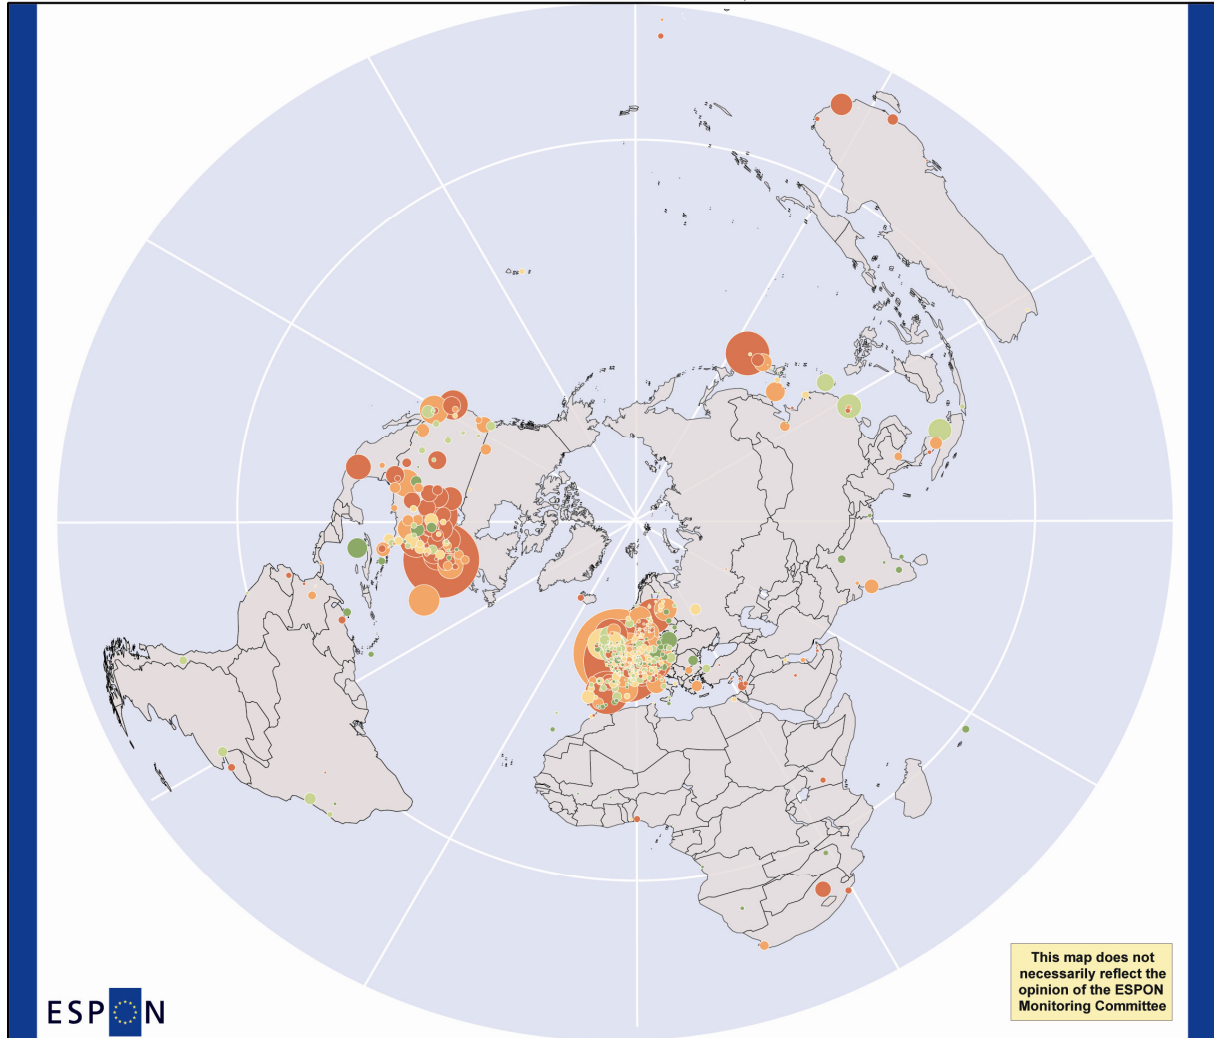 This map does not
necessarily reflect the
opinion of the ESPON
Monitoring Committee
ESPON